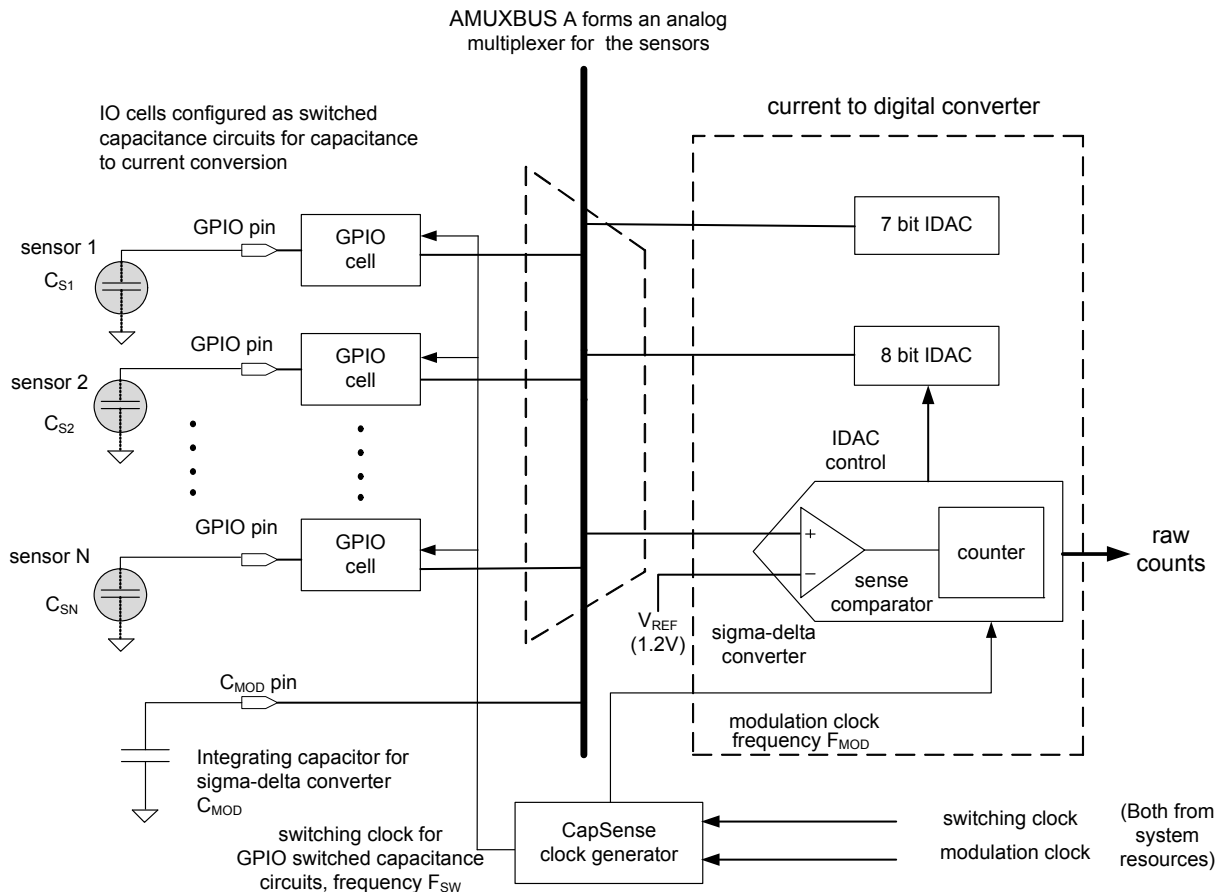 AMUXBUS A forms an analog
multiplexer for the sensors
IO cells configured as switched
capacitance circuits for capacitance
to current conversion
current to digital converter
sensor 1
CS1
GPIO pin
GPIO
cell
7 bit IDAC
sensor 2
CS2
GPIO pin
GPIO
cell
8 bit IDAC
IDAC
control
sensor N
CSN
GPIO pin
GPIO
cell
+
−
sense
comparator
counter
raw
counts
VREF
(1.2V)
sigma-delta
converter
CMOD pin
Integrating capacitor for
sigma-delta converter
CMOD
modulation clock
frequency FMOD
switching clock for
GPIO switched capacitance
circuits, frequency FSW
CapSense
clock generator
switching clock
modulation clock
(Both from
system
resources)